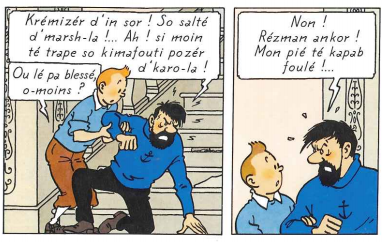 Krémizér d'in sor ! So salté
d'marsh-la !... Ah ! si moin
té trape so kimafouti pozér
d'karo-la !
Ou lé pa blessé,
o-moins ?
Non !
Rézman ankor !
Mon pié té kapab
foulé !...